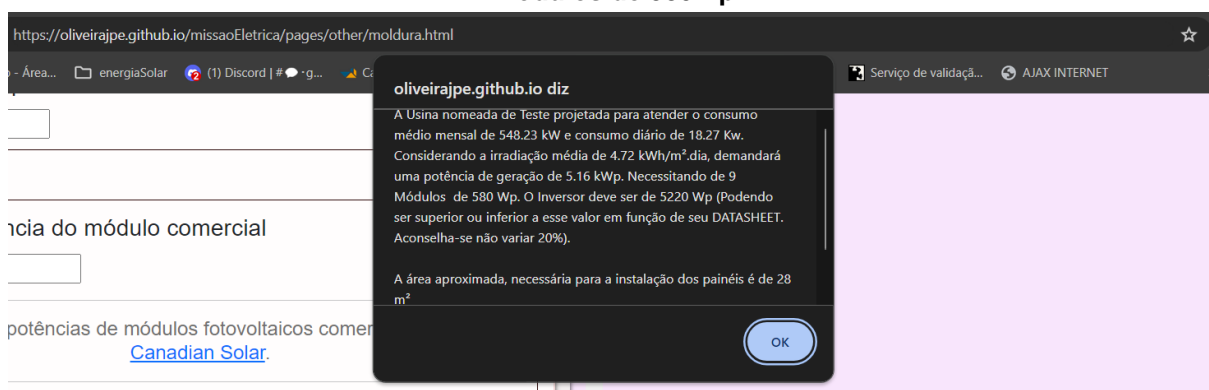 https://oliveirajpe.github.io/missaoEletrica/pages/other/moldura.html
energiaSolar
(1) Discord | #
Serviço de validaçã...
AJAX INTERNET
oliveirajpe.github.io diz
A Usina nomeada de Teste projetada para atender o consumo
médio mensal de 548.23 kW e consumo diário de 18.27 Kw.
Considerando a irradiação média de 4.72 kWh/m².dia, demandará
uma potência de geração de 5.16 kWp. Necessitando de 9
Módulos de 580 Wp. O Inversor deve ser de 5220 Wp (Podendo
ser superior ou inferior a esse valor em função de seu DATASHEET.
Aconselha-se não variar 20%).
A área aproximada, necessária para a instalação dos painéis é de 28
m²
OK
ncia do módulo comercial
potências de módulos fotovoltaicos comer
Canadian Solar.